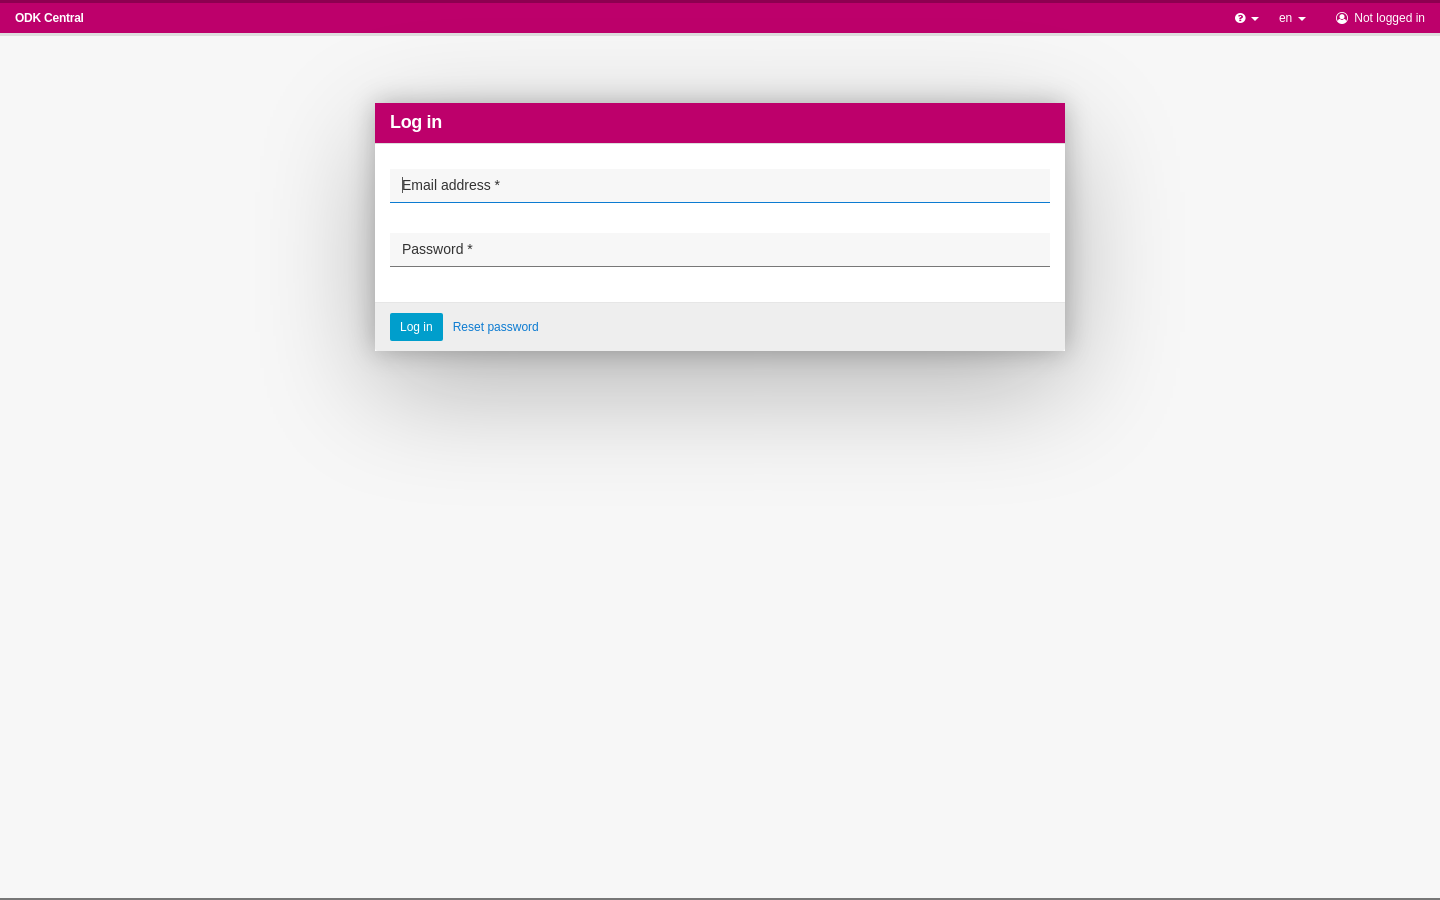 ODK Central
en
Not logged in
Log in
Email address *
Password *
Log in
Reset password